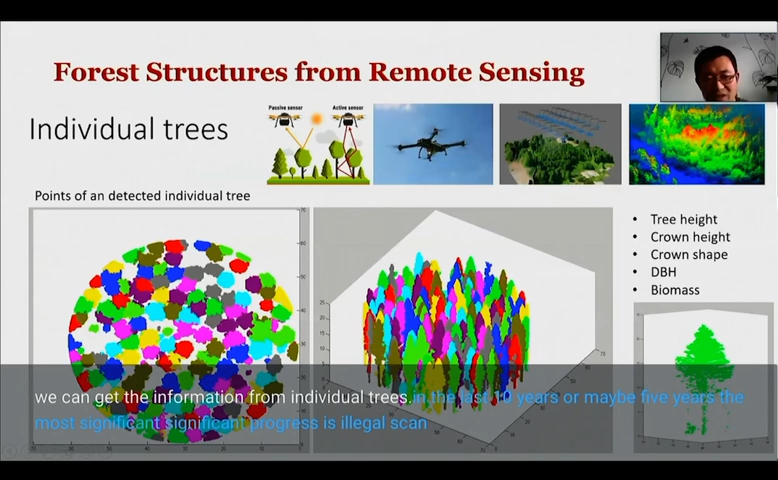 Forest Structures from Remote Sensing
Individual trees
Passive sensor
Active sensor
Points of an detected individual tree
• Tree height
• Crown height
• Crown shape
• DBH
• Biomass
we can get the information from individual trees.in the last 10 years or maybe five years the
most significant significant progress is illegal scan